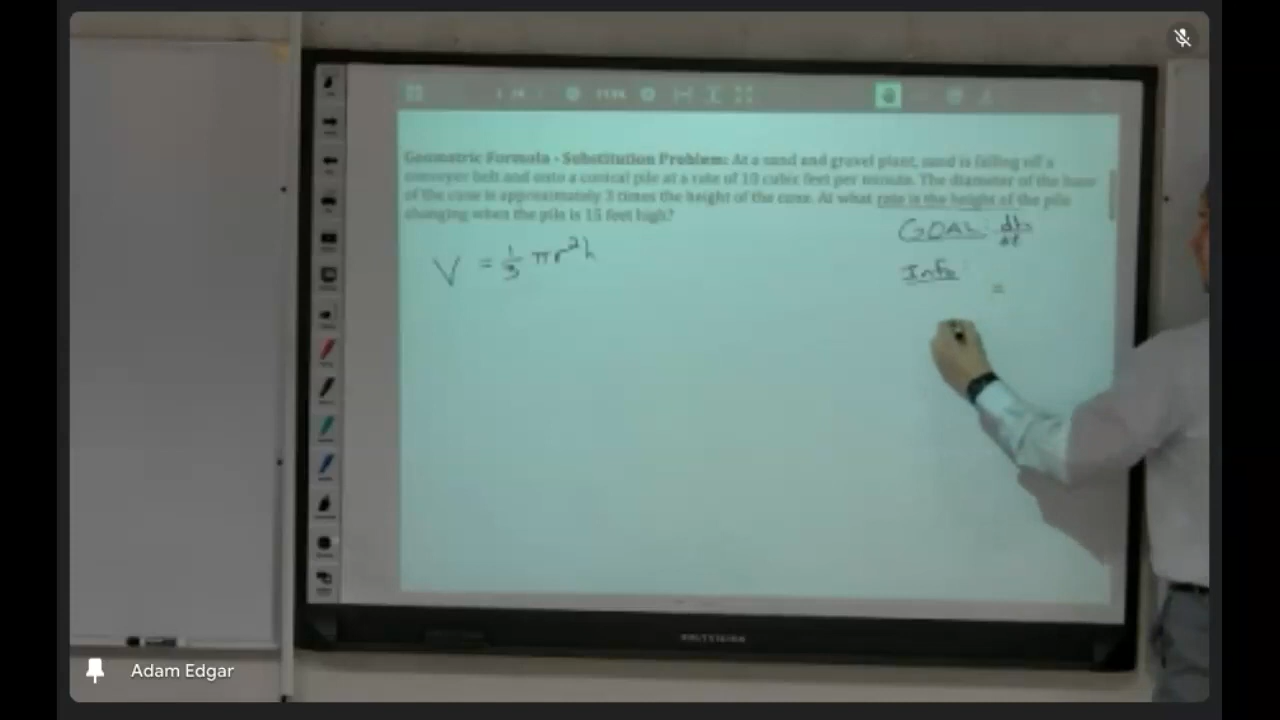 Geometric Formula - Substitution Problem: At a sand and gravel plant, sand is falling off a
conveyor belt and onto a conical pile at a rate of 10 cubic feet per minute. The diameter of the base
of the cone is approximately 3 times the height of the cone. At what rate is the height of the pile
changing when the pile is 15 feet high?
GOAL: dh/dt
V = 1/3 πr²h
Info:
=
Adam Edgar